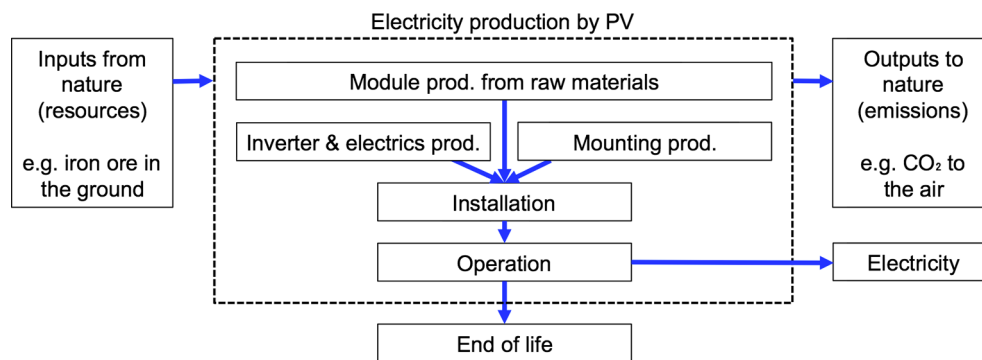 Electricity production by PV
Inputs from
nature
(resources)
e.g. iron ore in
the ground
Module prod. from raw materials
Inverter & electrics prod.
Mounting prod.
Installation
Operation
End of life
Outputs to
nature
(emissions)
e.g. CO₂ to
the air
Electricity